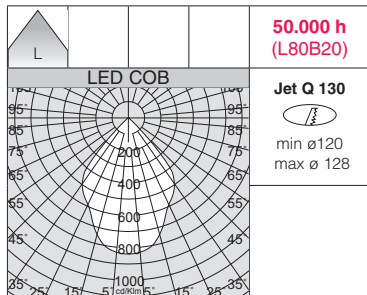 L
50.000 h
(L80B20)
LED COB
Jet Q 130
min ø120
max ø 128
95° 95°
85° 85°
75° 75°
200
65° 400 65°
55° 600 55°
45° 800 45°
1000
35° 25° 15° 5° cd/Klm 5° 15° 25° 35°